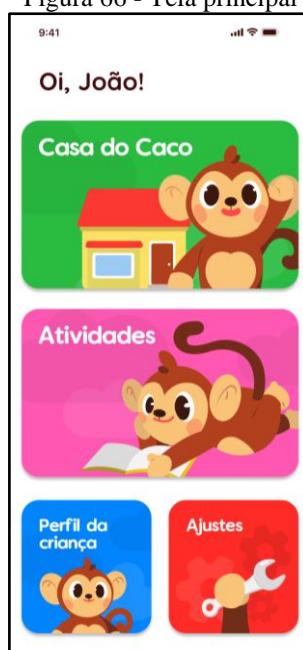 Figura 66 - Tela principal
9:41
Oi, João!
Casa do Caco
Atividades
Perfil da
criança
Ajustes